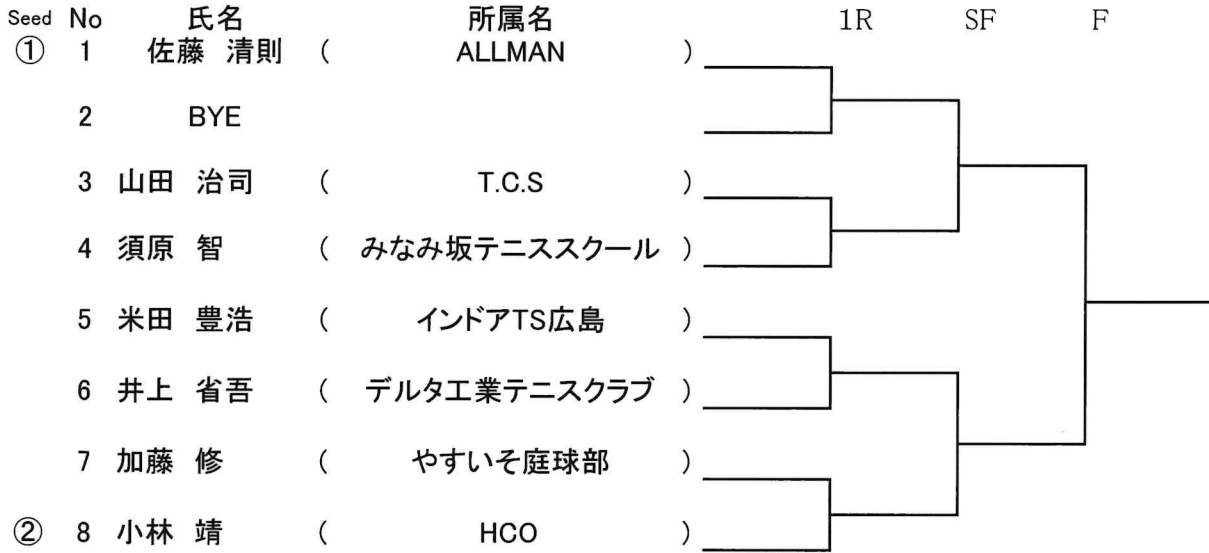 Seed No 氏名 所属名 1R SF F
① 1 佐藤 清則 ( ALLMAN )
2 BYE
3 山田 治司 ( T.C.S )
4 須原 智 ( みなみ坂テニススクール )
5 米田 豊浩 ( インドアTS広島 )
6 井上 省吾 ( デルタ工業テニスクラブ )
7 加藤 修 ( やすいそ庭球部 )
② 8 小林 靖 ( HCO )